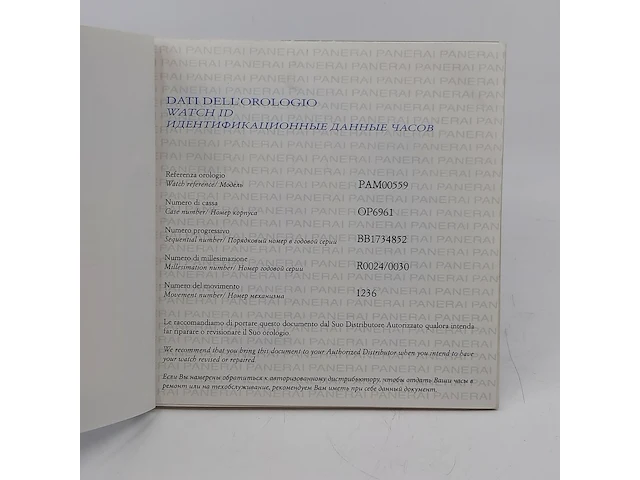 PANERAI PANERAI PANERAI PANERAI PANERAI
DATI DELL'OROLOGIO
WATCH ID
ИДЕНТИФИКАЦИОННЫЕ ДАННЫЕ ЧАСОВ
Referenza orologio
Watch reference/ Модель PAM00559
Numero di cassa
Case number/ Номер корпуса OP6961
Numero progressivo
Sequential number/ Порядковый номер в годовой серии BB1734852
Numero di millesimazione
Millesimation number/ Номер годовой серии R0024/0030
Numero del movimento
Movement number/ Номер механизма 1236
Le raccomandiamo di portare questo documento dal Suo Distributore Autorizzato qualora intenda
far riparare o revisionare il Suo orologio.
We recommend that you bring this document to your Authorized Distributor when you intend to have
your watch revised or repaired.
Если Вы намерены обратиться к авторизованному дистрибьютору, чтобы отдать Ваши часы в
ремонт или на техобслуживание, рекомендуем Вам иметь при себе данный документ.